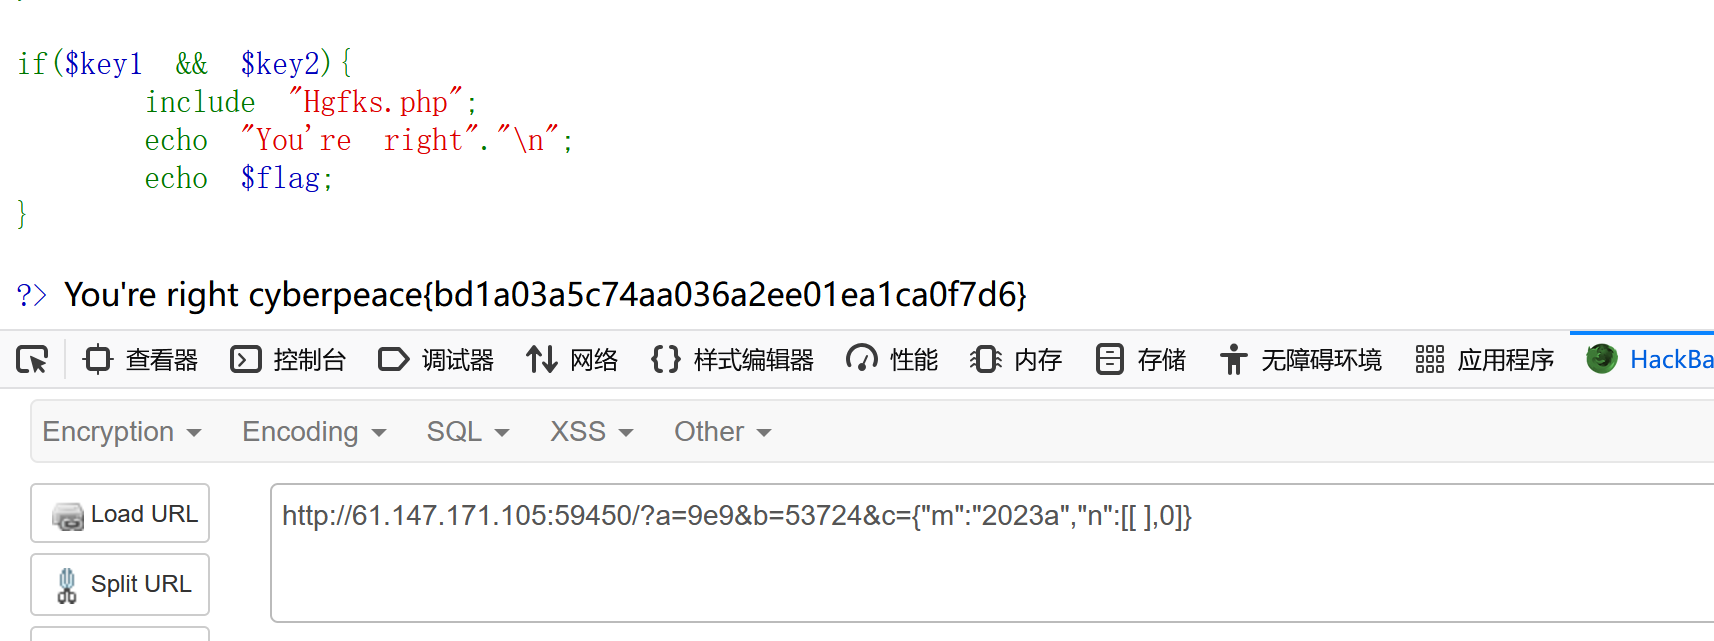 if($key1 && $key2){
include "Hgfks.php";
echo "You're right"."\n";
echo $flag;
}
?> You're right cyberpeace{bd1a03a5c74aa036a2ee01ea1ca0f7d6}
查看器 控制台 调试器 网络 样式编辑器 性能 内存 存储 无障碍环境 应用程序 HackBa
Encryption Encoding SQL XSS Other
Load URL http://61.147.171.105:59450/?a=9e9&b=53724&c={"m":"2023a","n":[[ ],0]}
Split URL